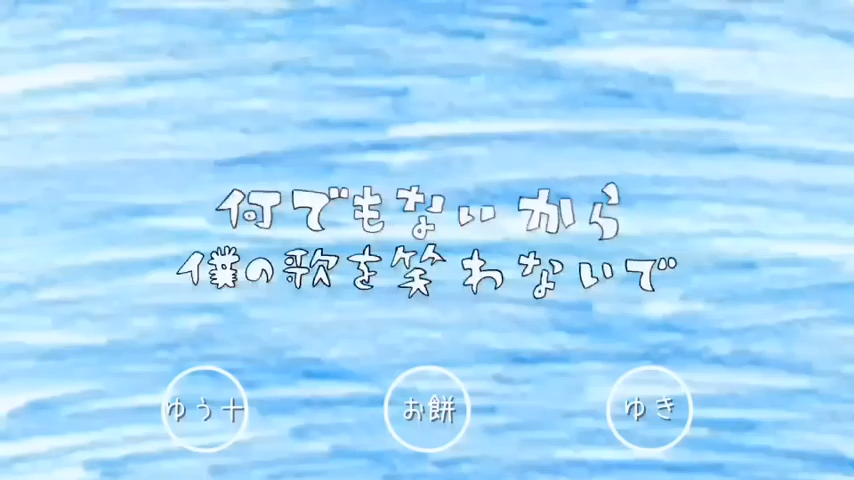 何でもないから
僕の歌を笑わないで
ゆう十
お餅
ゆき